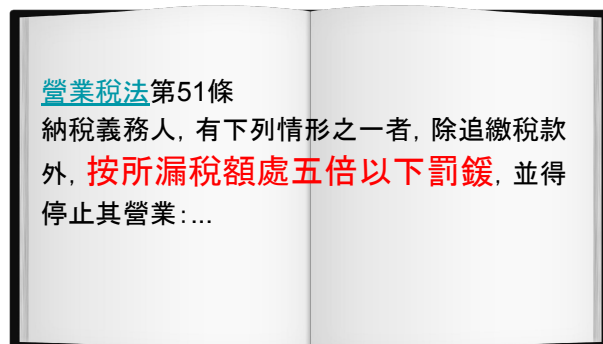 營業稅法第51條
納稅義務人，有下列情形之一者，除追繳稅款
外，按所漏稅額處五倍以下罰鍰，並得
停止其營業：...